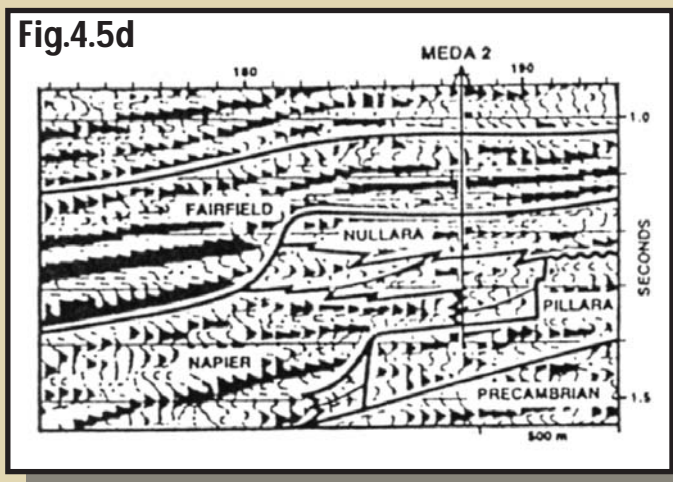 Fig.4.5d
MEDA 2
180
190
1.0
FAIRFIELD
NULLARA
SECONDS
PILLARA
NAPIER
PRECAMBRIAN
1.5
500 m